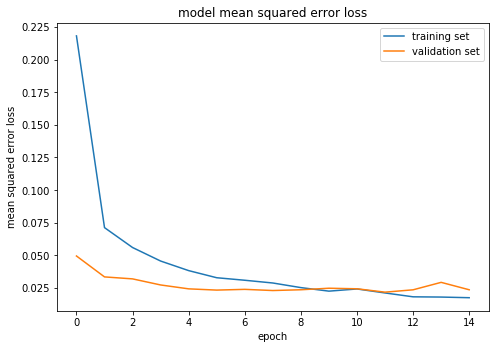 model mean squared error loss
training set
validation set
0.225
0.200
0.175
0.150
0.125
0.100
0.075
0.050
0.025
mean squared error loss
0 2 4 6 8 10 12 14
epoch